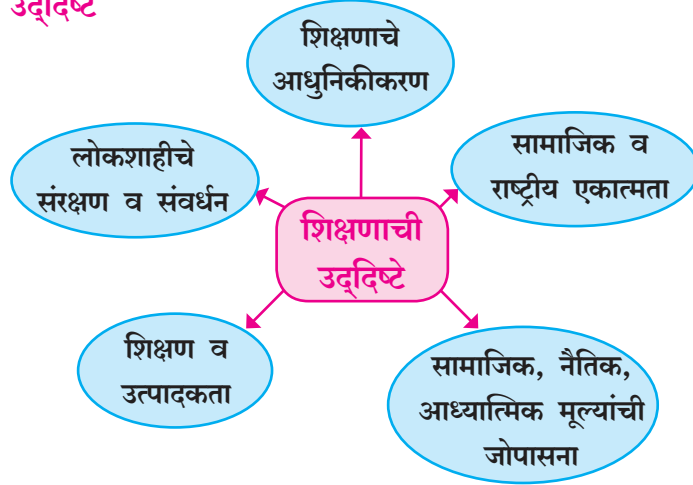 उद्‌दिष्टे
शिक्षणाचे
आधुनिकीकरण
लोकशाहीचे
संरक्षण व संवर्धन
सामाजिक व
राष्ट्रीय एकात्मता
शिक्षणाची
उद्‌दिष्टे
शिक्षण व
उत्पादकता
सामाजिक, नैतिक,
आध्यात्मिक मूल्यांची
जोपासना